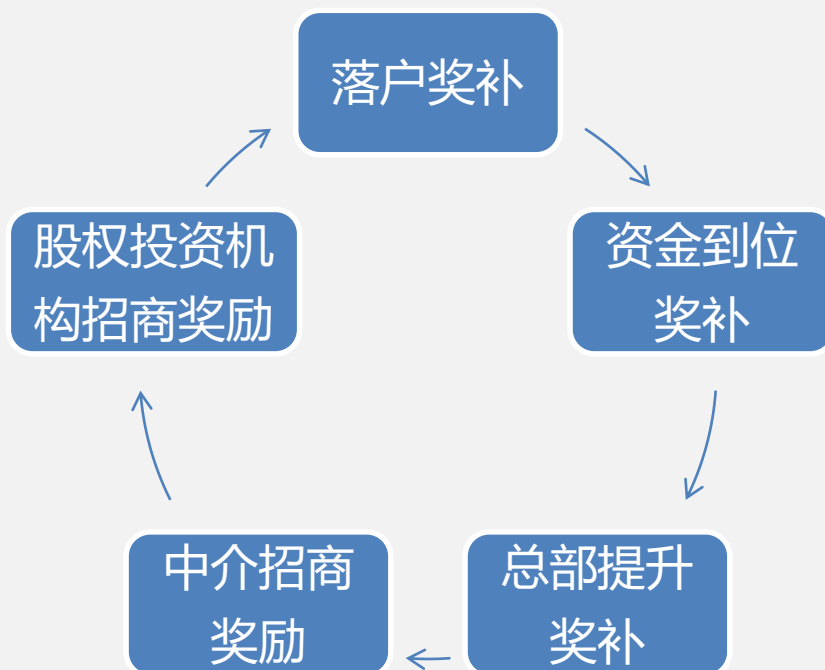 落户奖补
股权投资机
构招商奖励
资金到位
奖补
中介招商
奖励
总部提升
奖补